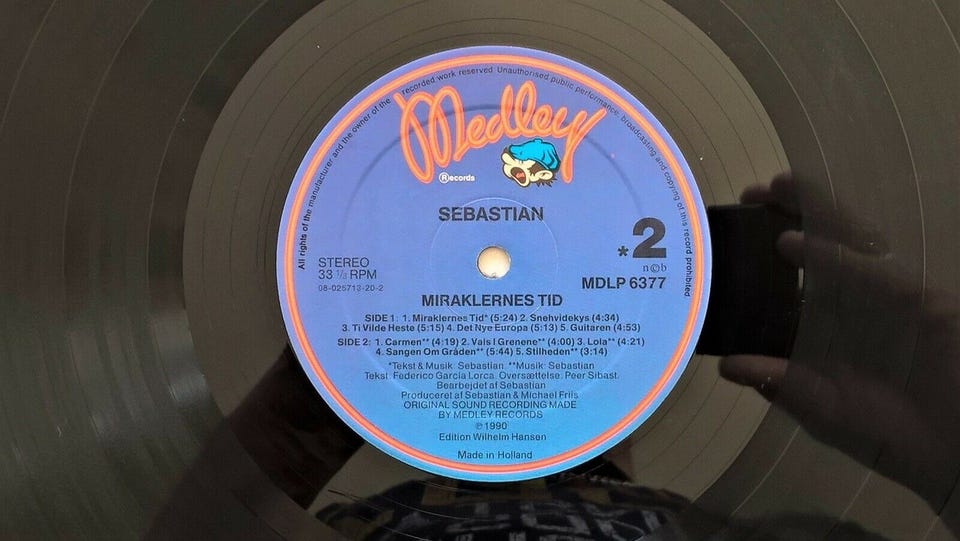 All rights of the manufacturer and the owner of the recorded work reserved Unauthorised public performance, broadcasting and copying of this record prohibited
Medley
Records
SEBASTIAN
*2
STEREO
33 1/3 RPM
08-025713-20-2
n©b
MDLP 6377
MIRAKLERNES TID
SIDE 1: 1. Miraklernes Tid* (5:24) 2. Snehvidekys (4:34)
3. Ti Vilde Heste (5:15) 4. Det Nye Europa (5:13) 5. Guitaren (4:53)
SIDE 2: 1. Carmen** (4:19) 2. Vals I Grenene** (4:00) 3. Lola** (4:21)
4. Sangen Om Gråden** (5:44) 5. Stilheden** (3:14)
*Tekst & Musik: Sebastian. **Musik: Sebastian
Tekst: Federico Garcia Lorca. Oversættelse: Peer Sibast.
Bearbejdet af Sebastian
Produceret af Sebastian & Michael Friis
ORIGINAL SOUND RECORDING MADE
BY MEDLEY RECORDS
℗ 1990
Edition Wilhelm Hansen
Made in Holland